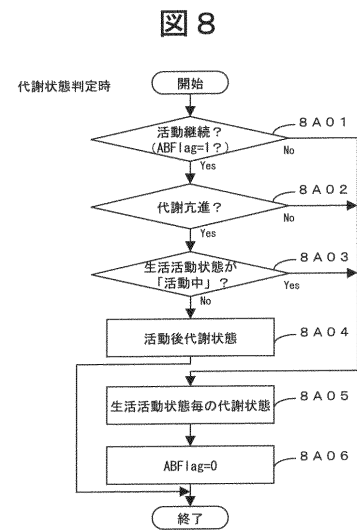 図8
代謝状態判定時
開始
活動継続?
(ABFlag=1?)
8A01
No
Yes
代謝亢進?
8A02
No
Yes
生活活動状態が
「活動中」?
8A03
Yes
No
活動後代謝状態
8A04
生活活動状態毎の代謝状態
8A05
ABFlag=0
8A06
終了